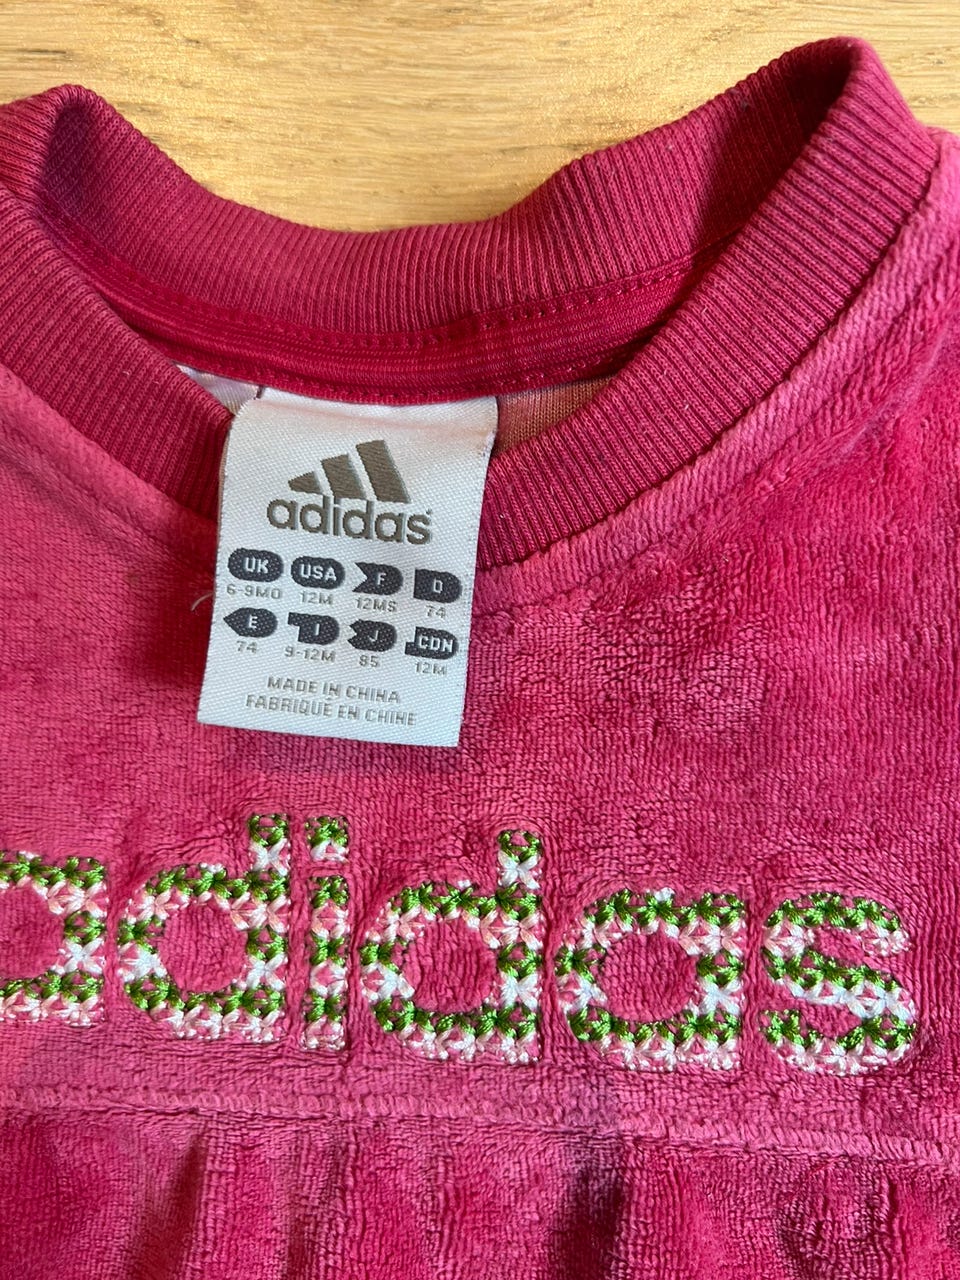 adidas
UK USA F D
6-9MO 12M 12MS 74
E I J CDN
74 9-12M 85 12M
MADE IN CHINA
FABRIQUÉ EN CHINE
adidas